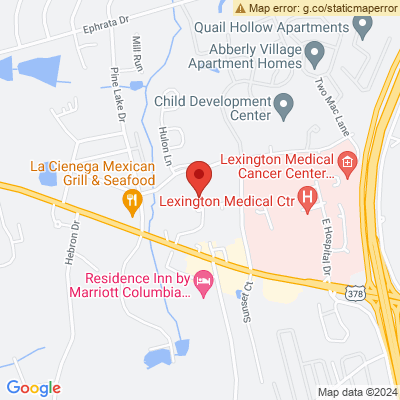 Map error: g.co/staticmaperror
Ephrata Dr
Quail Hollow Apartments
Mill Run
Abberly Village
Apartment Homes
Pine Lake Dr
Two Mac Lane
Child Development
Center
Hulon Ln
La Cienega Mexican
Grill & Seafood
Lexington Medical
Cancer Center...
Lexington Medical Ctr
H
Hebron Dr
E Hospital Dr
Residence Inn by
Marriott Columbia...
Sunset Ct
378
Google
Map data ©2024